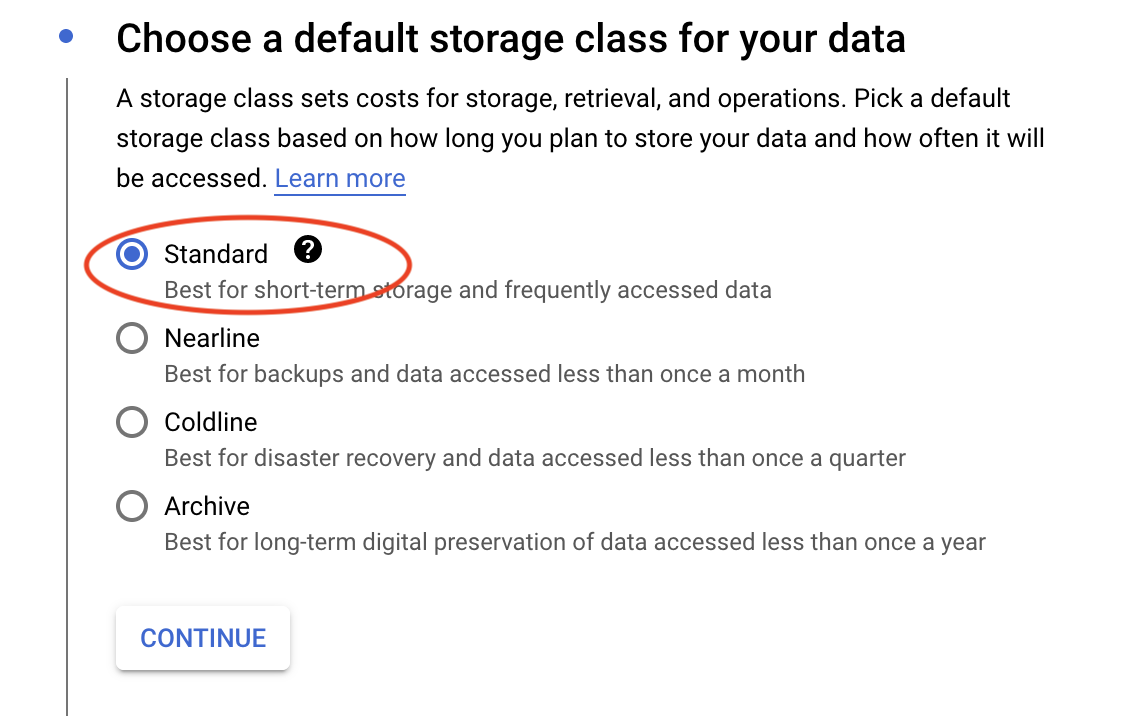 Choose a default storage class for your data
A storage class sets costs for storage, retrieval, and operations. Pick a default
storage class based on how long you plan to store your data and how often it will
be accessed. Learn more
Standard ?
Best for short-term storage and frequently accessed data
Nearline
Best for backups and data accessed less than once a month
Coldline
Best for disaster recovery and data accessed less than once a quarter
Archive
Best for long-term digital preservation of data accessed less than once a year
CONTINUE